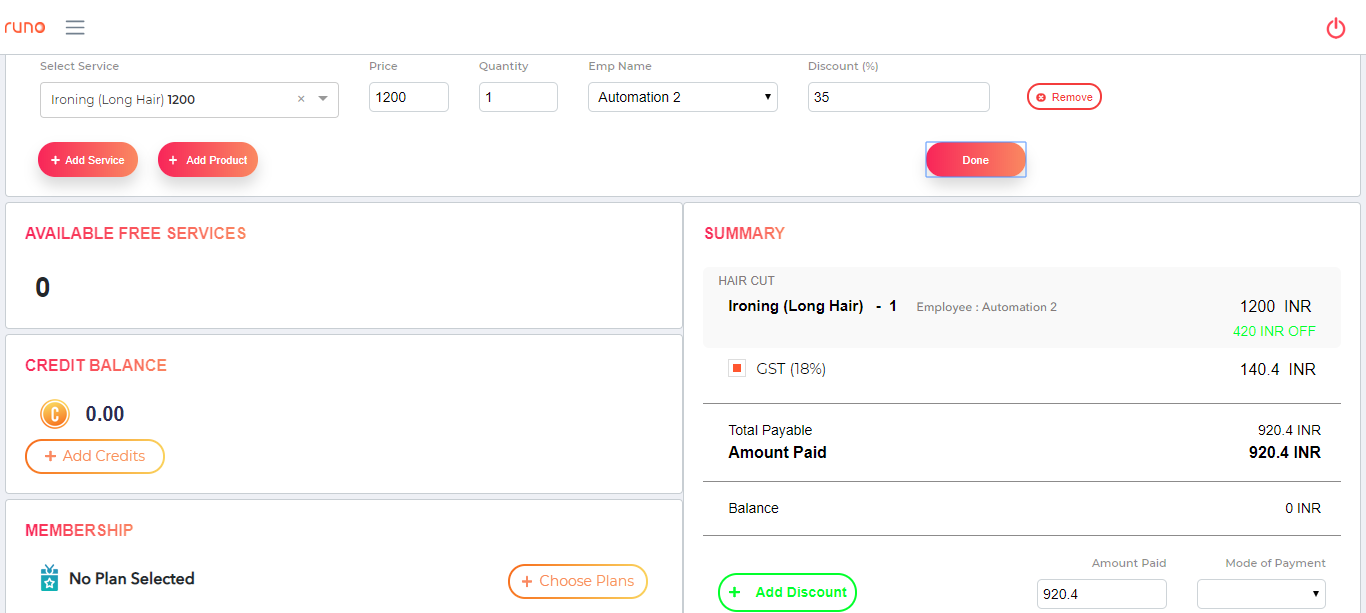 runo
Select Service Price Quantity Emp Name Discount (%)
Ironing (Long Hair) 1200 × 1200 1 Automation 2 35 Remove
+ Add Service + Add Product Done
AVAILABLE FREE SERVICES
0
CREDIT BALANCE
C 0.00
+ Add Credits
MEMBERSHIP
No Plan Selected + Choose Plans
SUMMARY
HAIR CUT
Ironing (Long Hair) - 1 Employee : Automation 2 1200 INR
420 INR OFF
GST (18%) 140.4 INR
Total Payable 920.4 INR
Amount Paid 920.4 INR
Balance 0 INR
Amount Paid Mode of Payment
+ Add Discount 920.4